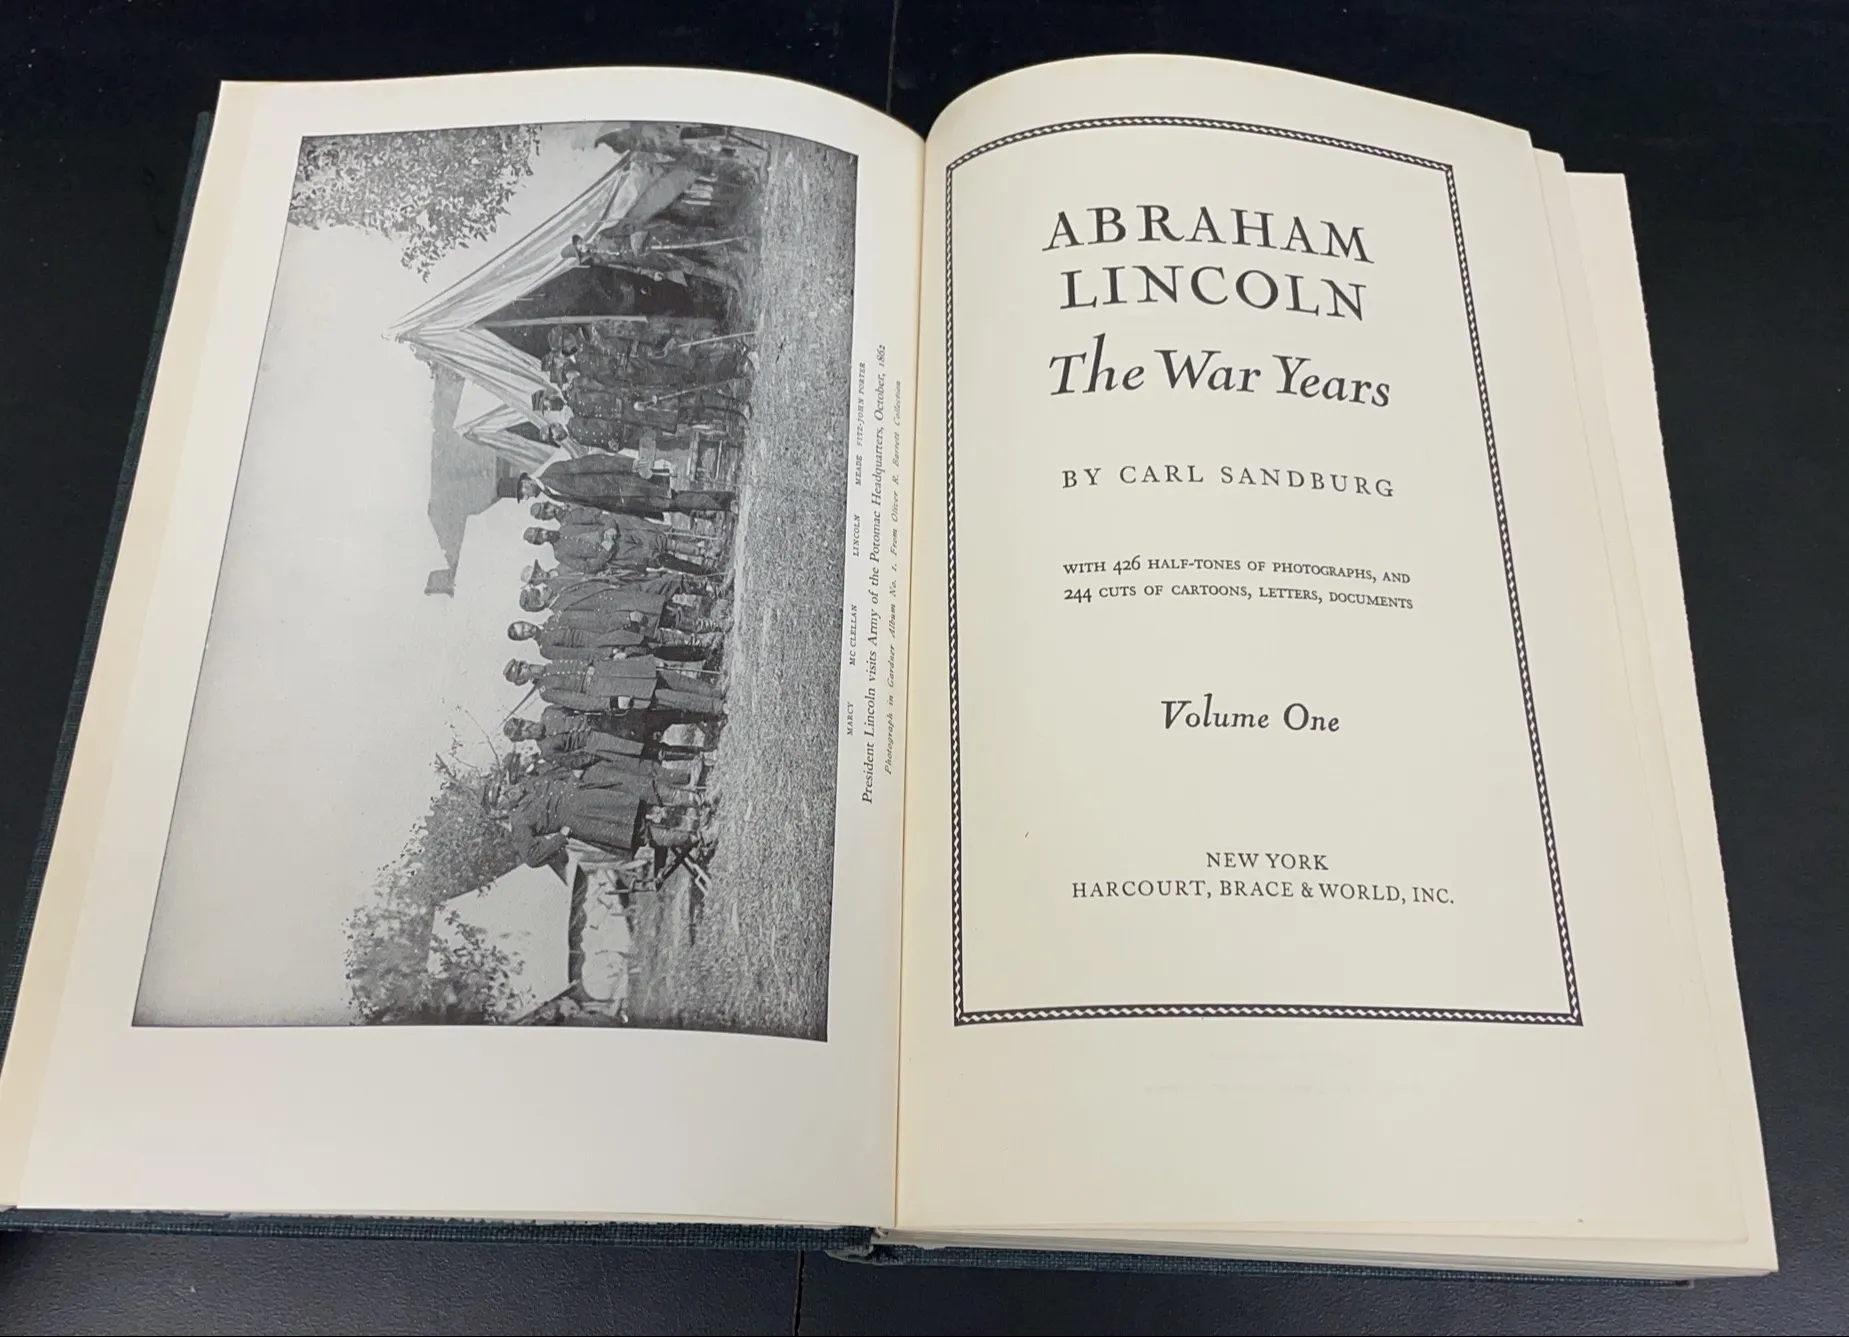 MARCY MC CLELLAN LINCOLN MEADE FITZ-JOHN PORTER
President Lincoln visits Army of the Potomac Headquarters, October, 1862
Photograph in Gardner Album No. 1. From Oliver R. Barrett Collection
ABRAHAM
LINCOLN
The War Years
BY CARL SANDBURG
WITH 426 HALF-TONES OF PHOTOGRAPHS, AND
244 CUTS OF CARTOONS, LETTERS, DOCUMENTS
Volume One
NEW YORK
HARCOURT, BRACE & WORLD, INC.